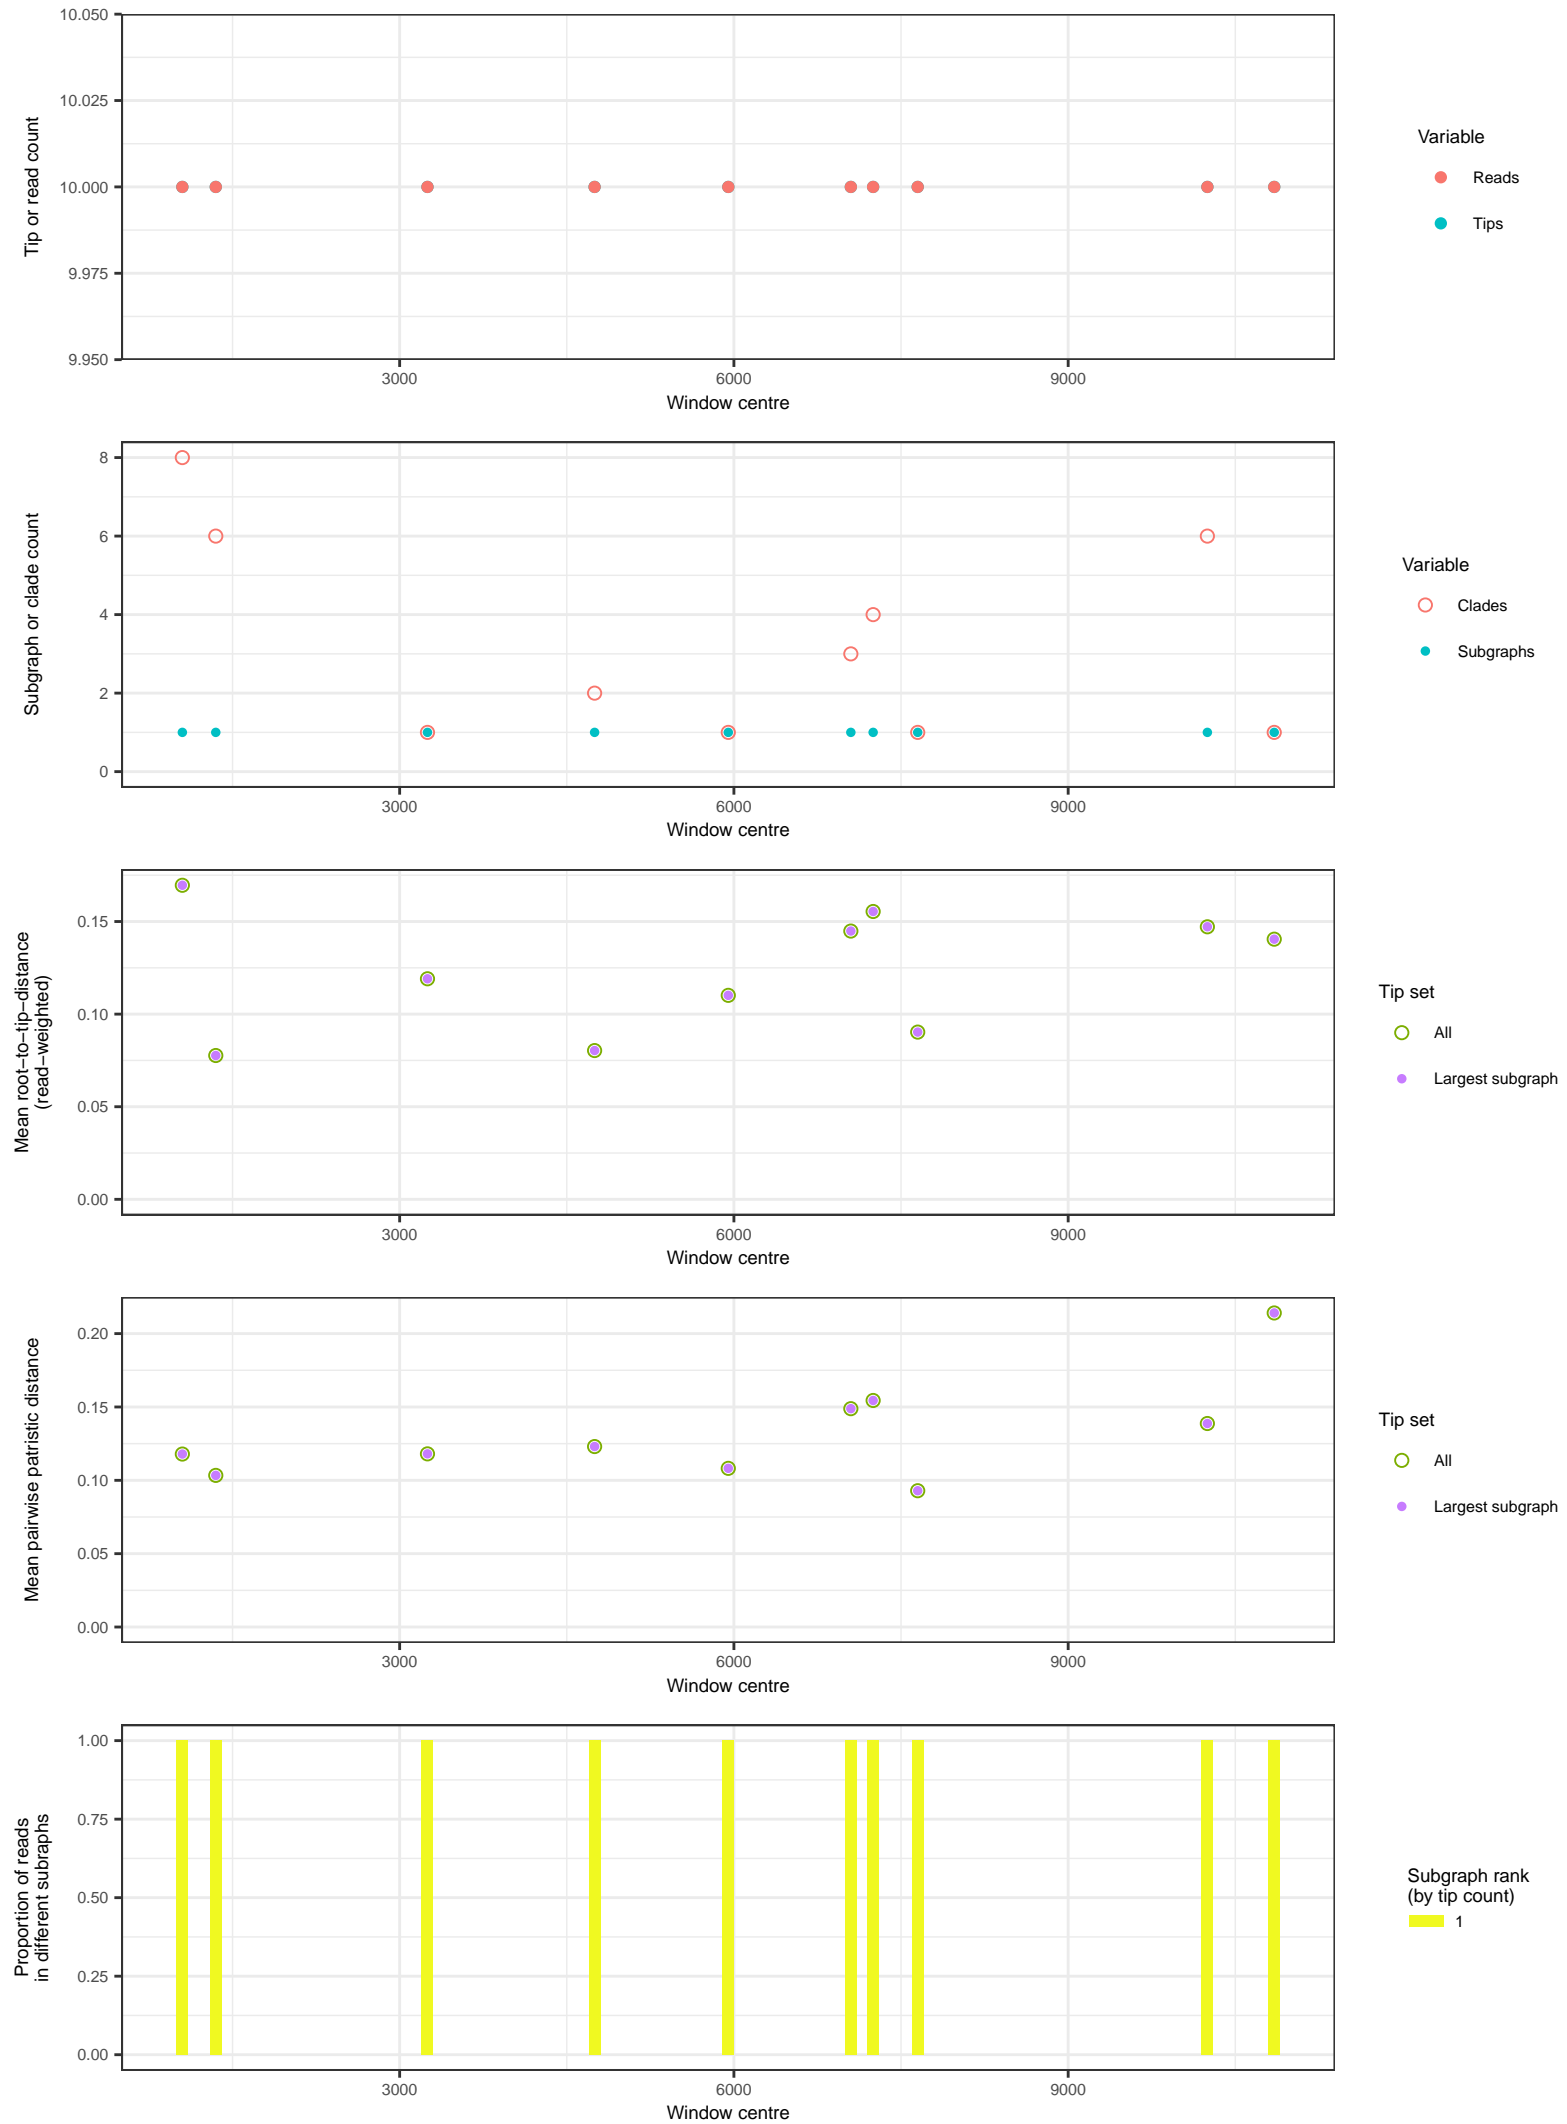 10.050
10.025
10.000
9.975
9.950
Tip or read count
3000
6000
9000
Window centre
Variable
Reads
Tips
8
6
4
2
0
Subgraph or clade count
3000
6000
9000
Window centre
Variable
Clades
Subgraphs
0.15
0.10
0.05
0.00
Mean root−to−tip−distance
(read−weighted)
3000
6000
9000
Window centre
Tip set
All
Largest subgraph
0.20
0.15
0.10
0.05
0.00
Mean pairwise patristic distance
3000
6000
9000
Window centre
Tip set
All
Largest subgraph
1.00
0.75
0.50
0.25
0.00
Proportion of reads
in different subraphs
3000
6000
9000
Window centre
Subgraph rank
(by tip count)
1